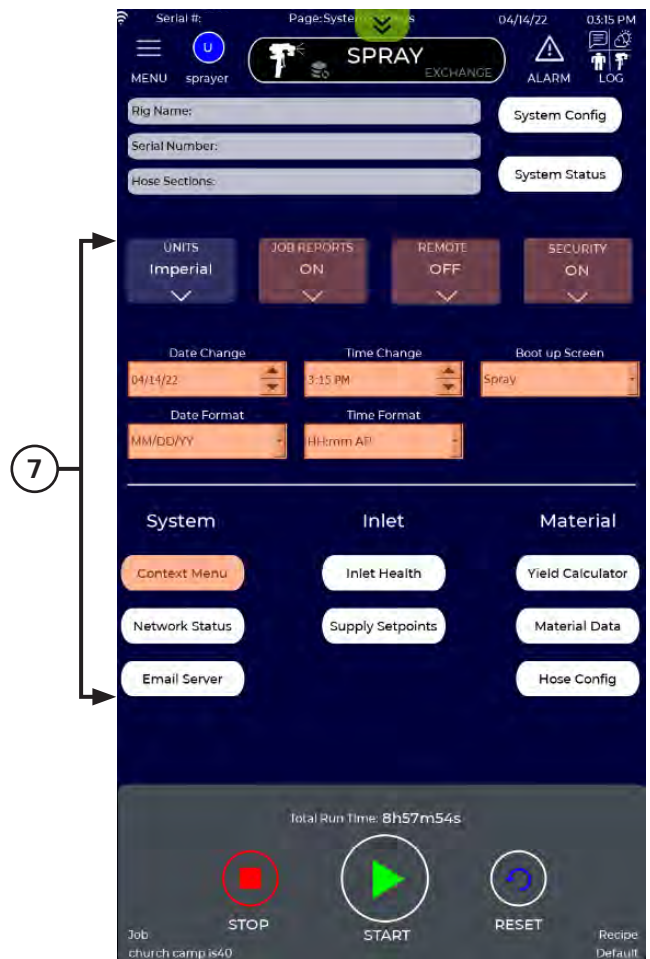 Serial #: Page:System 04/14/22 03:15 PM
U
SPRAY
EXCHANGE
MENU sprayer ALARM LOG
Rig Name:
System Config
Serial Number:
Hose Sections:
System Status
UNITS JOB REPORTS REMOTE SECURITY
Imperial ON OFF ON
Date Change Time Change Boot up Screen
04/14/22 3:15 PM Spray
Date Format Time Format
MM/DD/YY HH:mm AP
7
System Inlet Material
Context Menu Inlet Health Yield Calculator
Network Status Supply Setpoints Material Data
Email Server Hose Config
Total Run Time: 8h57m54s
STOP START RESET
Job Recipe
church camp is40 Default